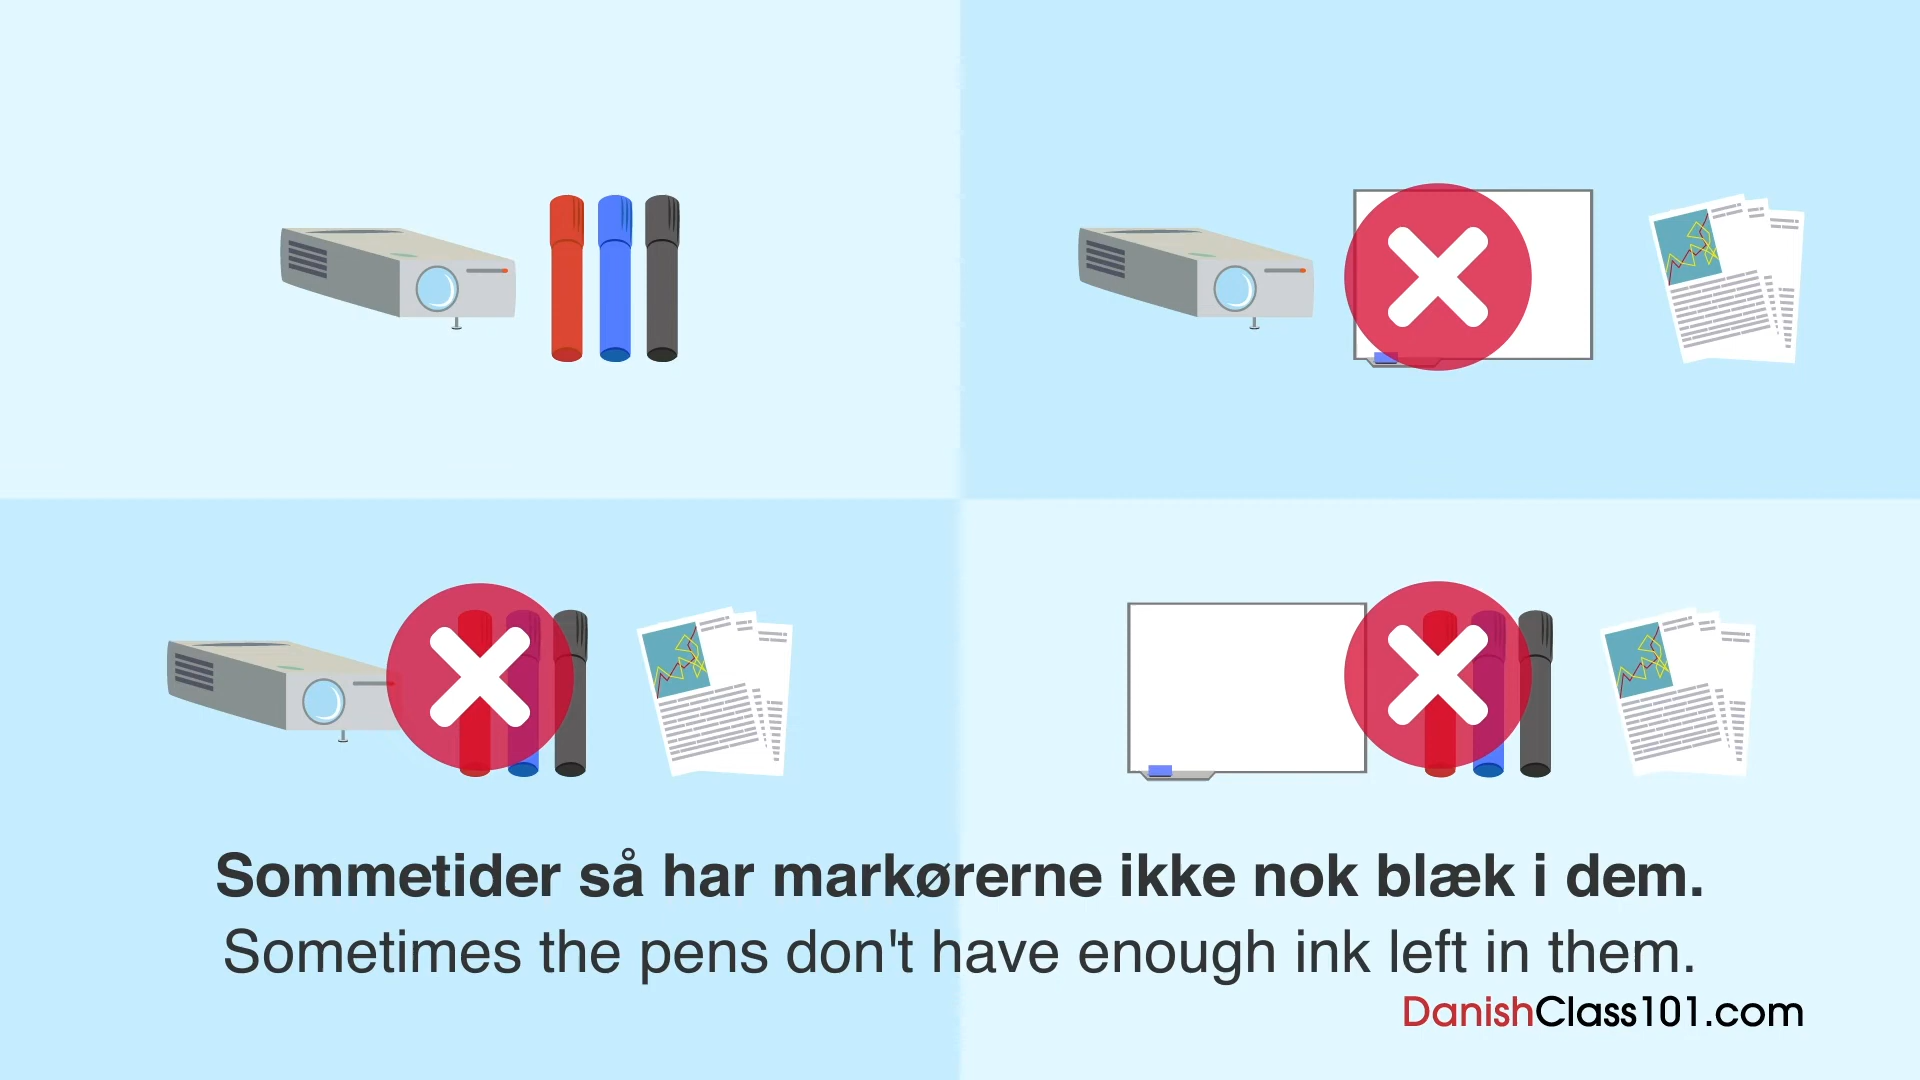 Sommetider så har markørerne ikke nok blæk i dem.
Sometimes the pens don't have enough ink left in them.
DanishClass101.com